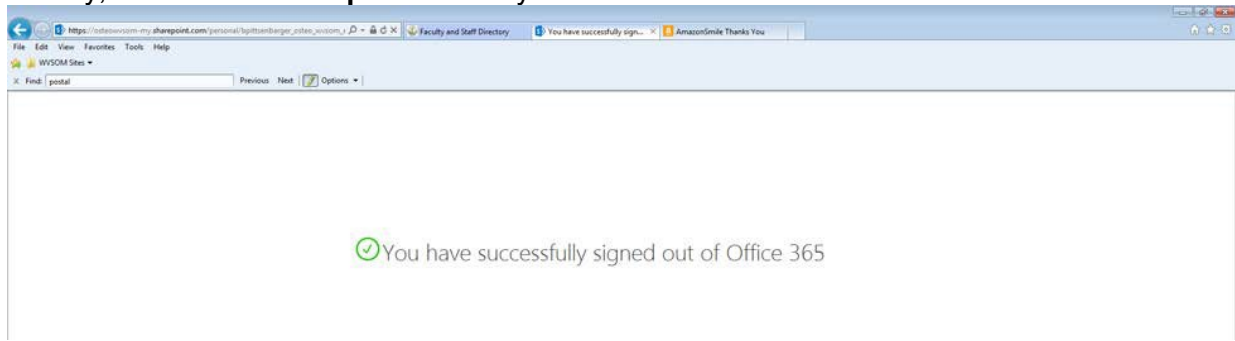 https://osteowvsom-my.sharepoint.com/personal/bpittsenbarger_osteo_wvsom_
Faculty and Staff Directory
You have successfully sign...
AmazonSmile Thanks You
File Edit View Favorites Tools Help
WVSOM Sites
X Find: postal Previous Next Options
You have successfully signed out of Office 365